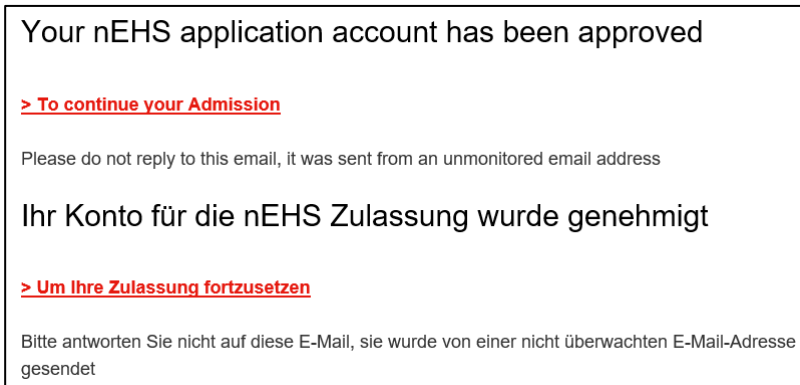 Your nEHS application account has been approved
> To continue your Admission
Please do not reply to this email, it was sent from an unmonitored email address
Ihr Konto für die nEHS Zulassung wurde genehmigt
> Um Ihre Zulassung fortzusetzen
Bitte antworten Sie nicht auf diese E-Mail, sie wurde von einer nicht überwachten E-Mail-Adresse
gesendet